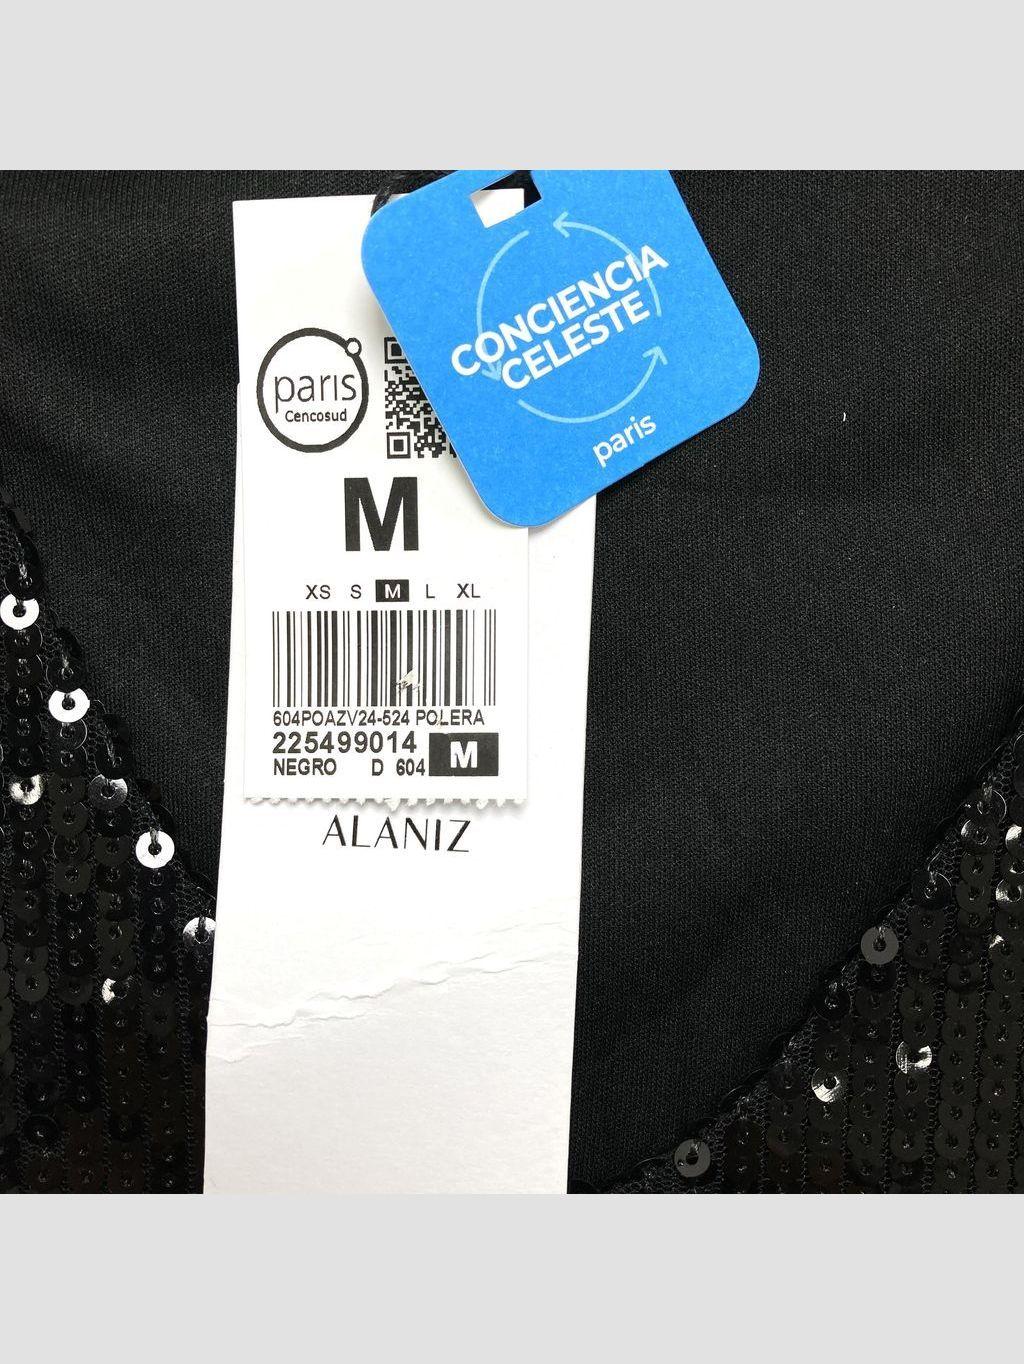 CONCIENCIA
CELESTE
paris
paris
Cencosud
M
XS S M L XL
604POAZV24-524 POLERA
225499014
M
NEGRO D 604
ALANIZ